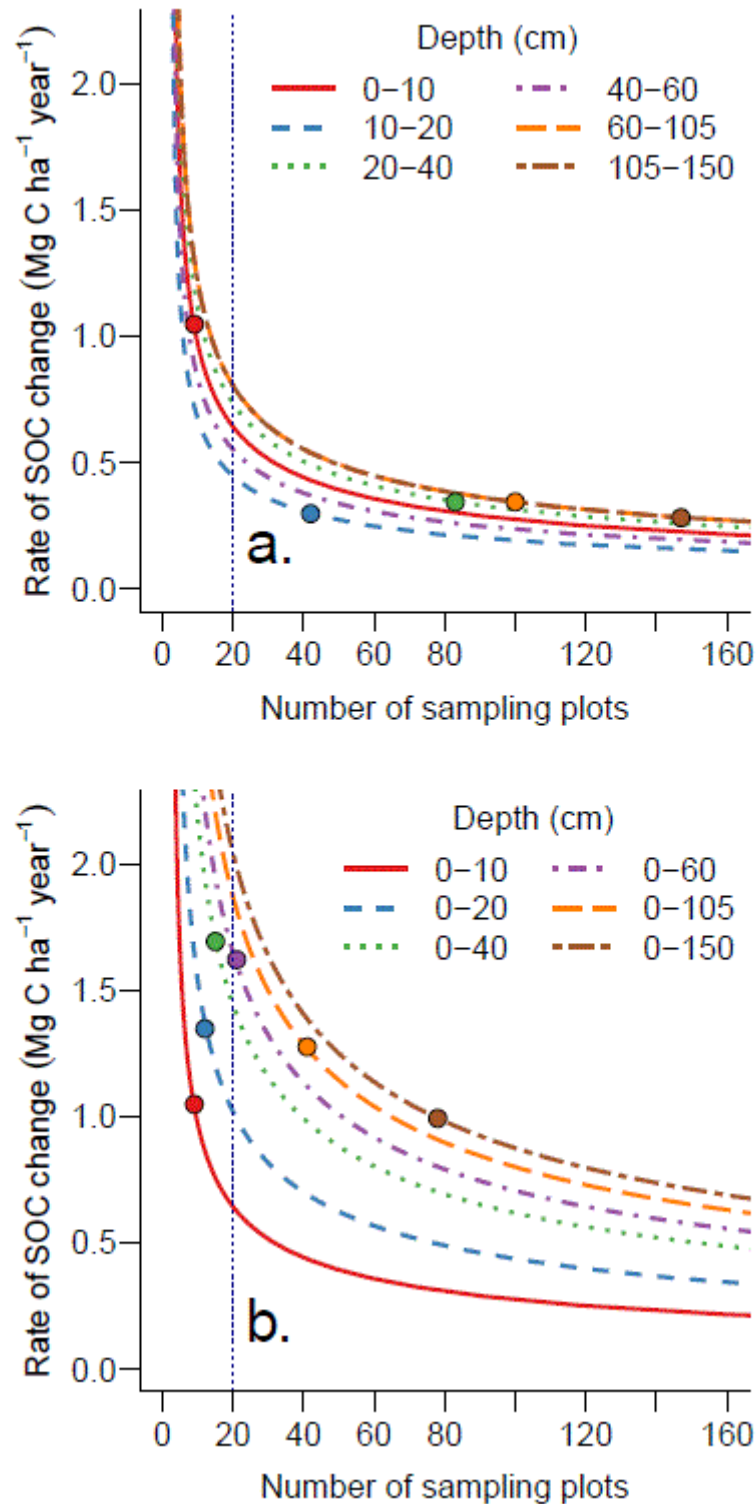 Depth (cm)
0−10 40−60
10−20 60−105
20−40 105−150
2.0
1.5
1.0
0.5
0.0
Rate of SOC change (Mg C ha⁻¹ year⁻¹)
a.
0 20 40 60 80 120 160
Number of sampling plots
Depth (cm)
0−10 0−60
0−20 0−105
0−40 0−150
2.0
1.5
1.0
0.5
0.0
Rate of SOC change (Mg C ha⁻¹ year⁻¹)
b.
0 20 40 60 80 120 160
Number of sampling plots